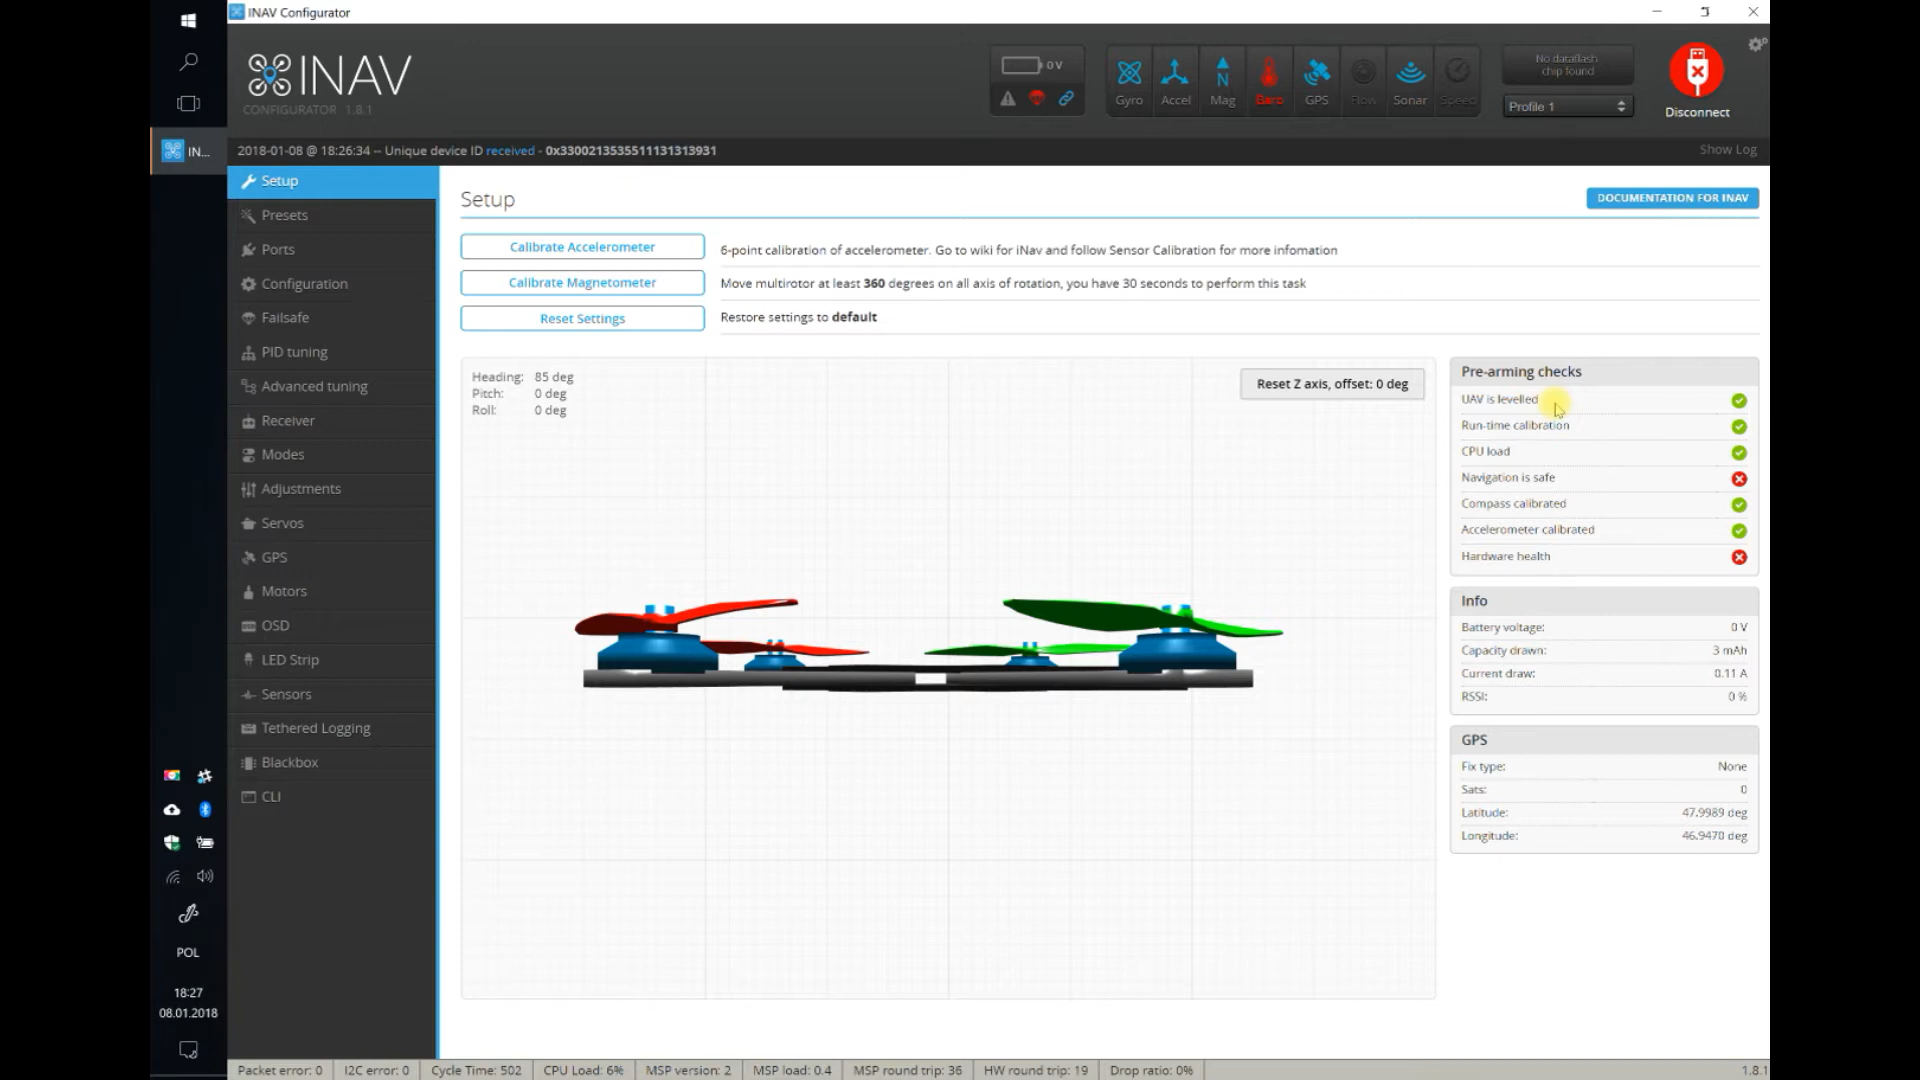 INAV Configurator
INAV
CONFIGURATOR 1.8.1
0 V
Gyro
Accel
Mag
Baro
GPS
Flow
Sonar
Speed
No dataflash
chip found
Profile 1
Disconnect
IN...
2018-01-08 @ 18:26:34 -- Unique device ID received - 0x3300213535511131313931
Show Log
Setup
Presets
Ports
Configuration
Failsafe
PID tuning
Advanced tuning
Receiver
Modes
Adjustments
Servos
GPS
Motors
OSD
LED Strip
Sensors
Tethered Logging
Blackbox
CLI
Setup
DOCUMENTATION FOR INAV
Calibrate Accelerometer
6-point calibration of accelerometer. Go to wiki for iNav and follow Sensor Calibration for more infomation
Calibrate Magnetometer
Move multirotor at least 360 degrees on all axis of rotation, you have 30 seconds to perform this task
Reset Settings
Restore settings to default
Heading: 85 deg
Pitch: 0 deg
Roll: 0 deg
Reset Z axis, offset: 0 deg
Pre-arming checks
UAV is levelled
Run-time calibration
CPU load
Navigation is safe
Compass calibrated
Accelerometer calibrated
Hardware health
Info
Battery voltage: 0 V
Capacity drawn: 3 mAh
Current draw: 0.11 A
RSSI: 0 %
GPS
Fix type: None
Sats: 0
Latitude: 47.9989 deg
Longitude: 46.9470 deg
POL
18:27
08.01.2018
Packet error: 0
I2C error: 0
Cycle Time: 502
CPU Load: 6%
MSP version: 2
MSP load: 0.4
MSP round trip: 36
HW round trip: 19
Drop ratio: 0%
1.8.1